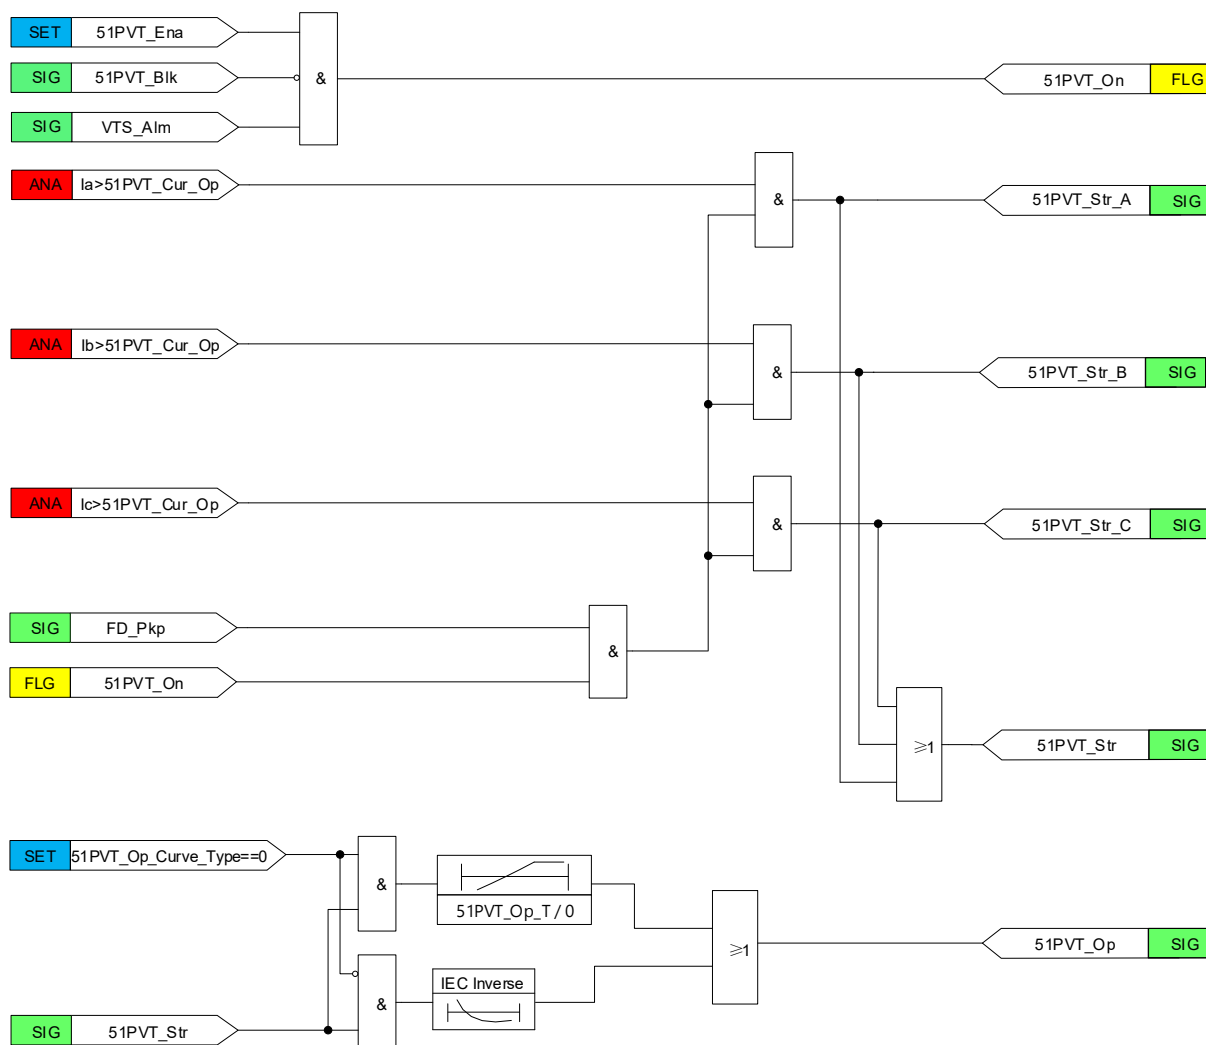 SET 51PVT_Ena
SIG 51PVT_Blk
SIG VTS_Alm
&
51PVT_On FLG
ANA Ia>51PVT_Cur_Op
&
51PVT_Str_A SIG
ANA Ib>51PVT_Cur_Op
&
51PVT_Str_B SIG
ANA Ic>51PVT_Cur_Op
&
51PVT_Str_C SIG
SIG FD_Pkp
FLG 51PVT_On
&
≥1
51PVT_Str SIG
SET 51PVT_Op_Curve_Type==0
&
51PVT_Op_T / 0
≥1
51PVT_Op SIG
IEC Inverse
&
SIG 51PVT_Str